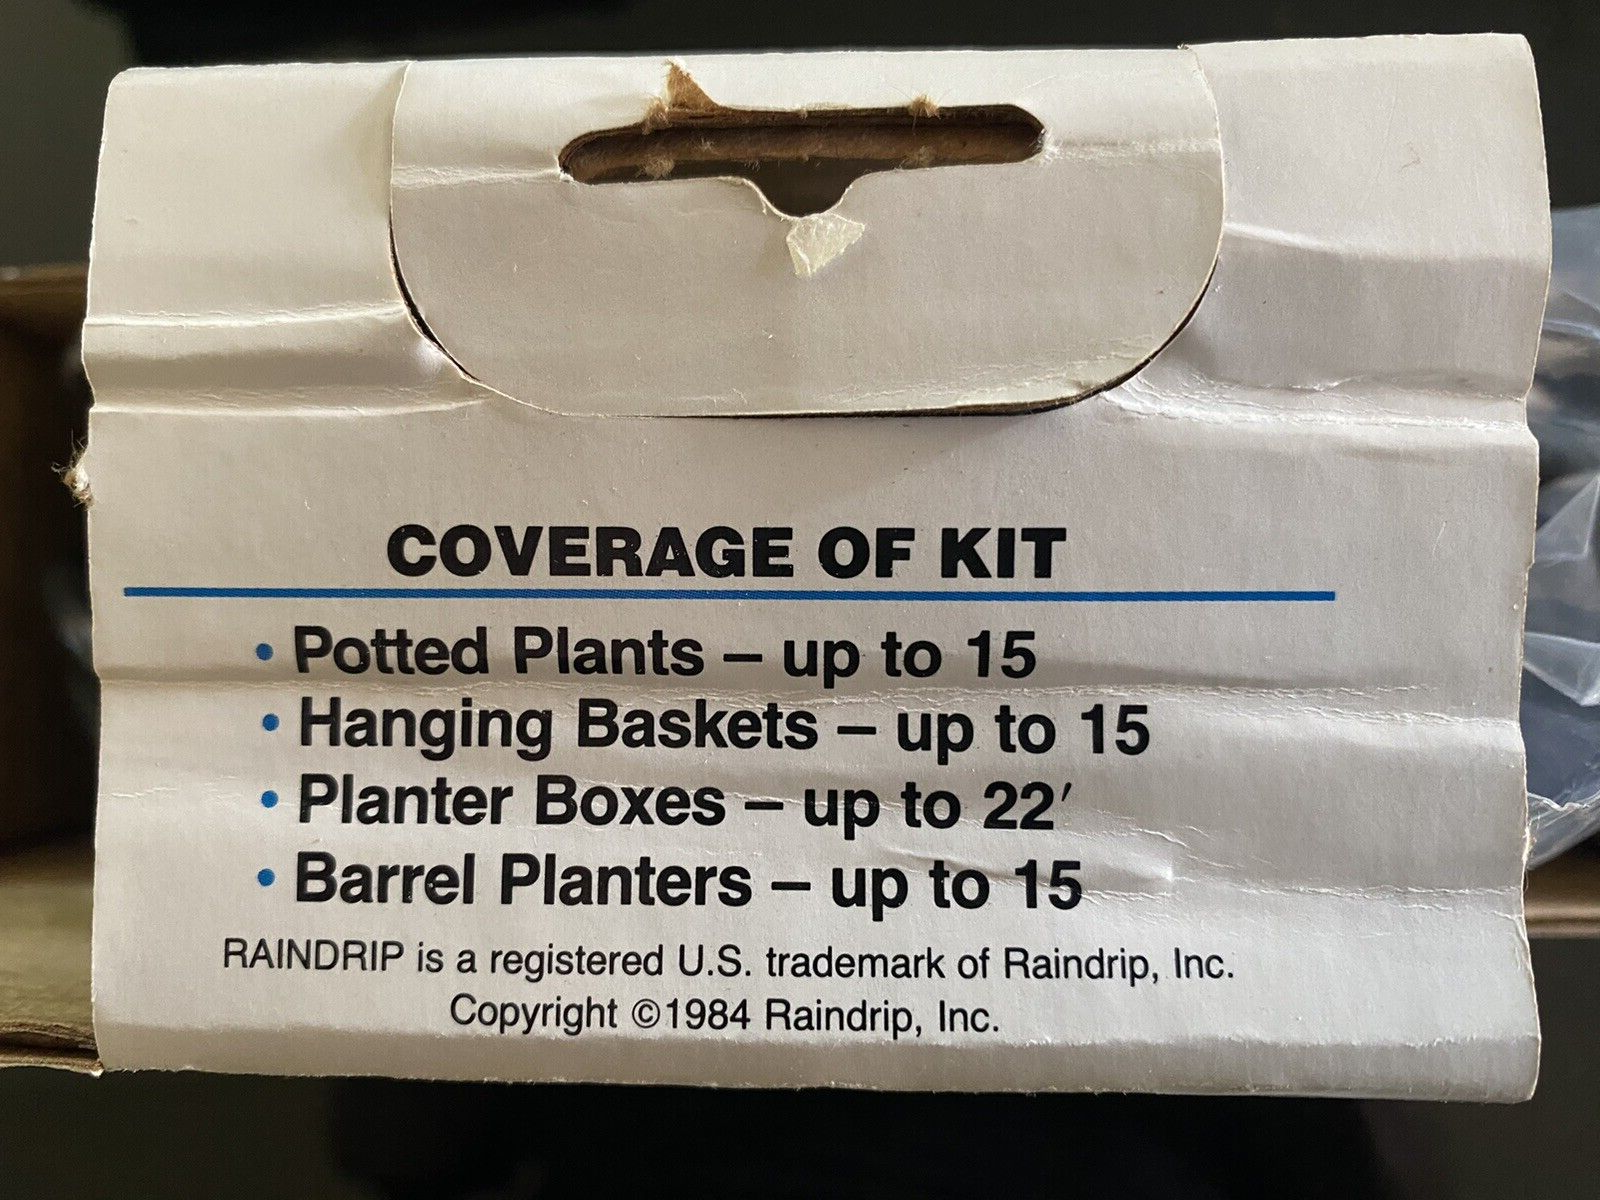 COVERAGE OF KIT
• Potted Plants – up to 15
• Hanging Baskets – up to 15
• Planter Boxes – up to 22′
• Barrel Planters – up to 15
RAINDRIP is a registered U.S. trademark of Raindrip, Inc.
Copyright ©1984 Raindrip, Inc.